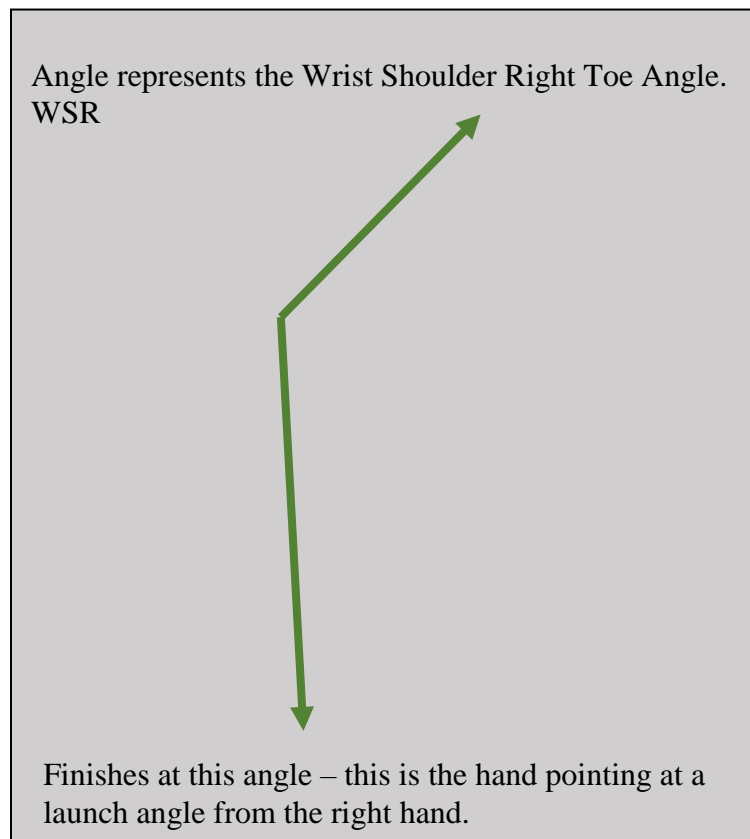 Angle represents the Wrist Shoulder Right Toe Angle.
WSR
Finishes at this angle – this is the hand pointing at a
launch angle from the right hand.